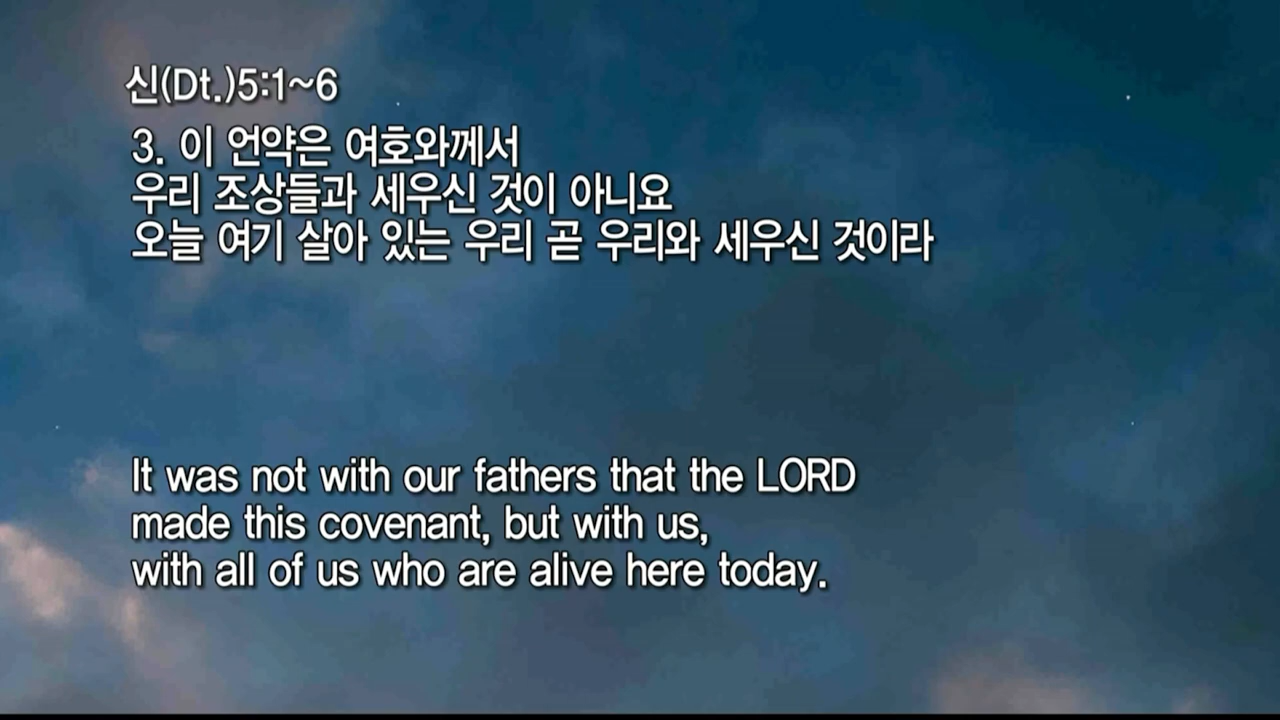 신(Dt.)5:1~6
3. 이 언약은 여호와께서
우리 조상들과 세우신 것이 아니요
오늘 여기 살아 있는 우리 곧 우리와 세우신 것이라
It was not with our fathers that the LORD
made this covenant, but with us,
with all of us who are alive here today.